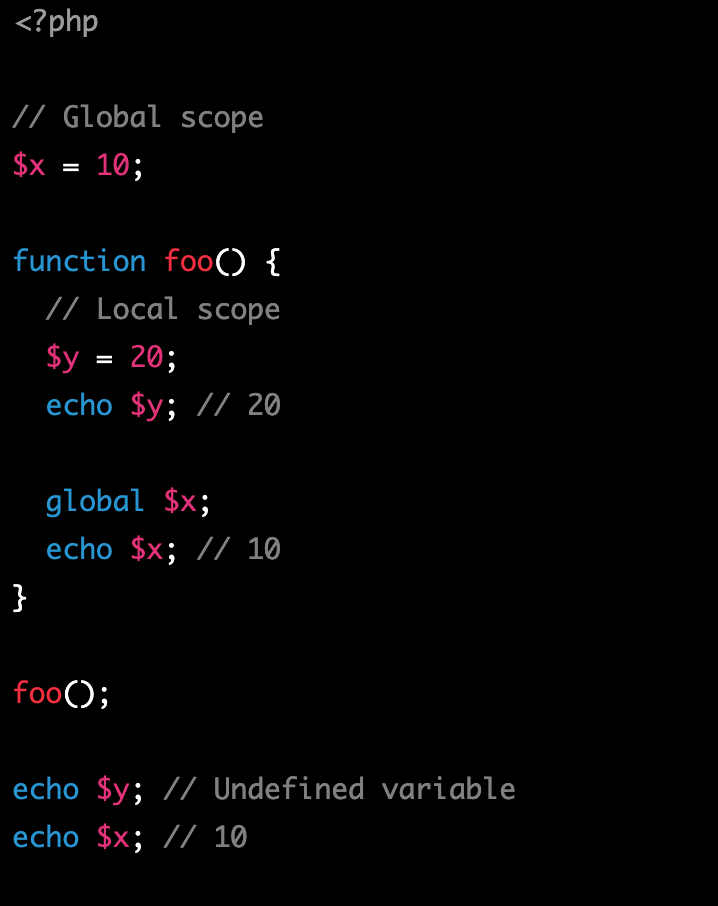 <?php
// Global scope
$x = 10;
function foo() {
// Local scope
$y = 20;
echo $y; // 20
global $x;
echo $x; // 10
}
foo();
echo $y; // Undefined variable
echo $x; // 10